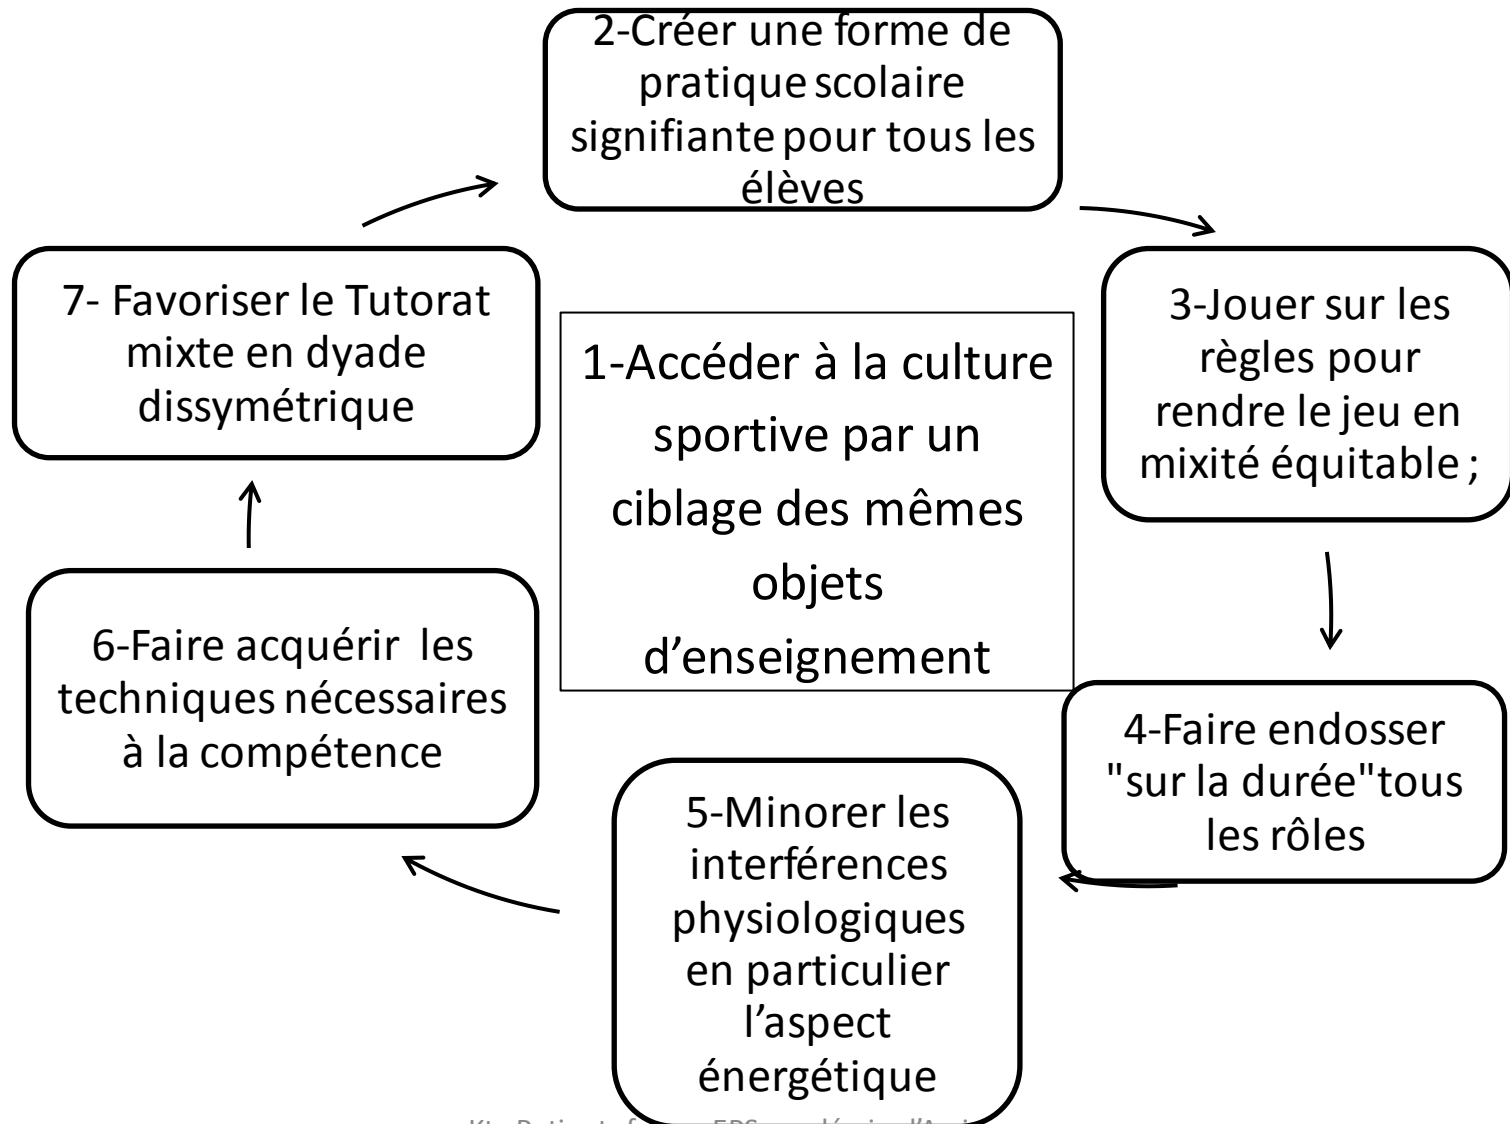 2-Créer une forme de
pratique scolaire
signifiante pour tous les
élèves
7- Favoriser le Tutorat
mixte en dyade
dissymétrique
1-Accéder à la culture
sportive par un
ciblage des mêmes
objets
d’enseignement
3-Jouer sur les
règles pour
rendre le jeu en
mixité équitable ;
6-Faire acquérir les
techniques nécessaires
à la compétence
4-Faire endosser
"sur la durée"tous
les rôles
5-Minorer les
interférences
physiologiques
en particulier
l’aspect
énergétique